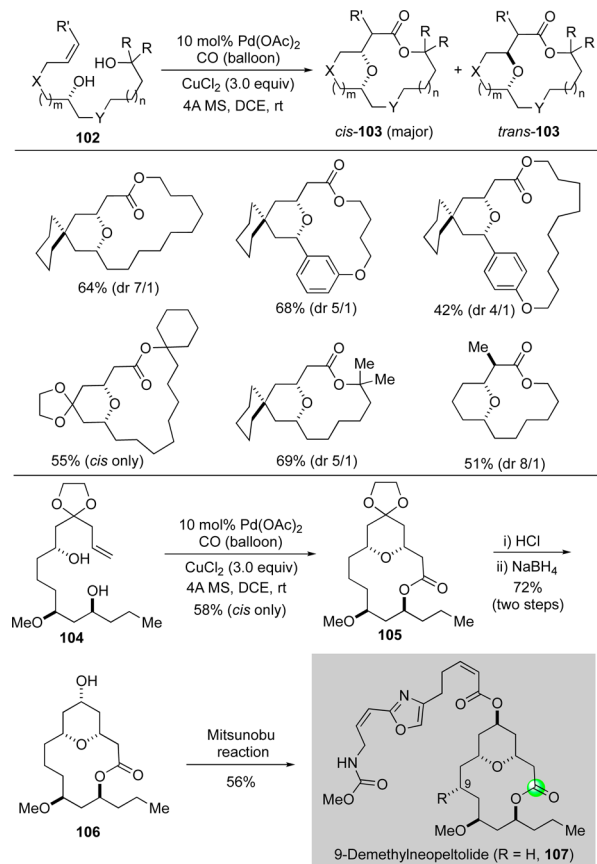 R'
X
HO
R
R
OH
( )m
( )n
Y
102
10 mol% Pd(OAc)2
CO (balloon)
CuCl2 (3.0 equiv)
4A MS, DCE, rt
R'
O
O
R
R
X
O
( )m
( )n
Y
cis-103 (major)
+
R'
O
O
R
R
X
O
( )m
( )n
Y
trans-103
O
O
O
64% (dr 7/1)
O
O
O
O
68% (dr 5/1)
O
O
O
O
42% (dr 4/1)
O
O
O
O
O
55% (cis only)
O
O
Me
Me
O
69% (dr 5/1)
Me
O
O
O
51% (dr 8/1)
O
O
OH
OH
MeO
Me
104
10 mol% Pd(OAc)2
CO (balloon)
CuCl2 (3.0 equiv)
4A MS, DCE, rt
58% (cis only)
O
O
O
O
O
MeO
Me
105
i) HCl
ii) NaBH4
72%
(two steps)
OH
O
O
O
MeO
Me
106
Mitsunobu
reaction
56%
N
O
O
O
HN
O
MeO
O
9
R
O
O
MeO
Me
9-Demethylneopeltolide (R = H, 107)